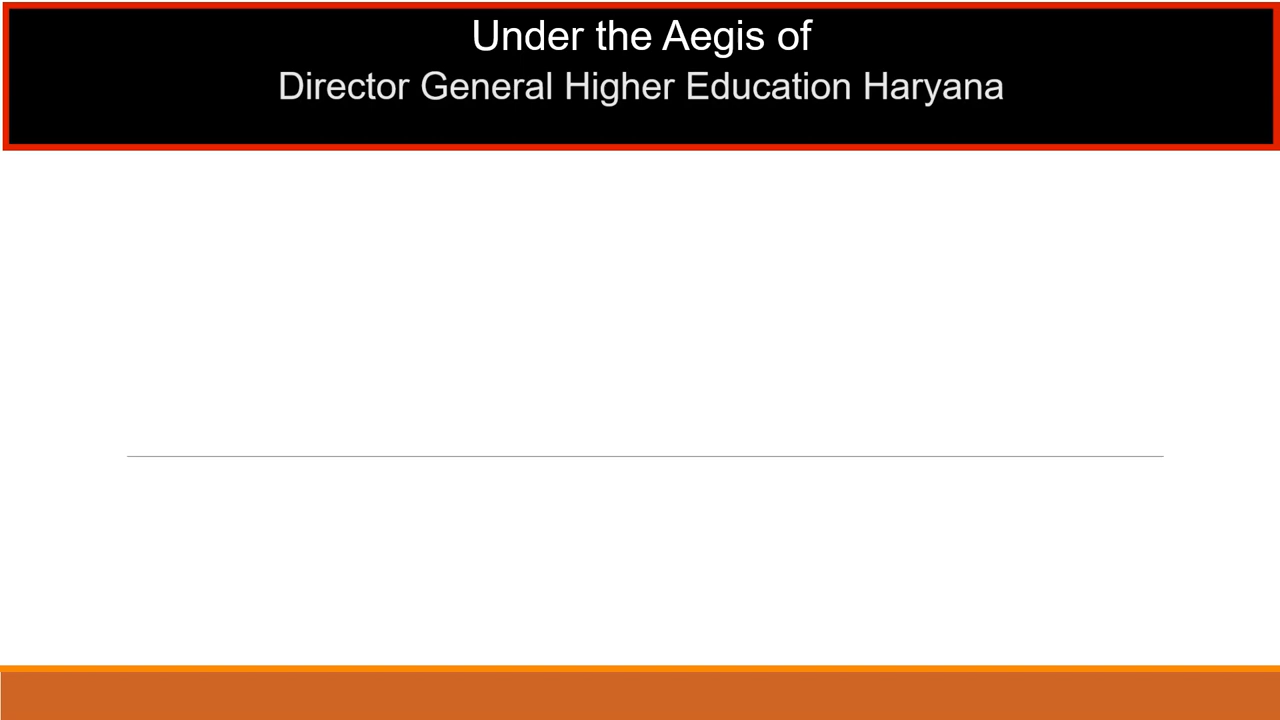 Under the Aegis of
Director General Higher Education Haryana